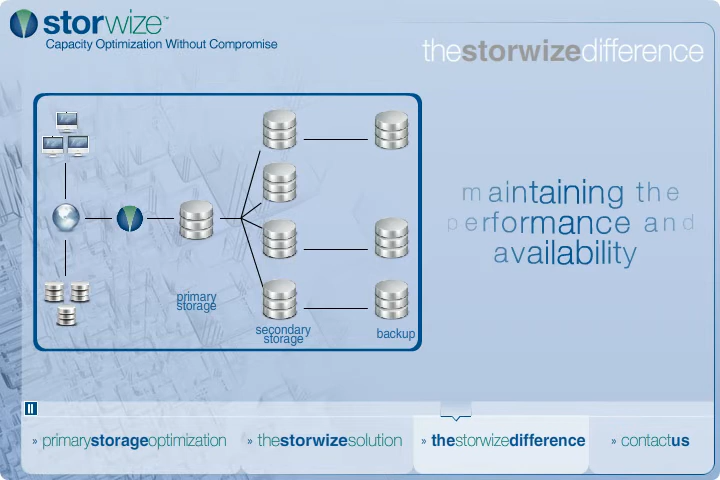 storwize™
Capacity Optimization Without Compromise
thestorwizedifference
maintaining the
performance and
availability
primary
storage
secondary
storage
backup
» primarystorageoptimization
» thestorwizesolution
» thestorwizedifference
» contactus